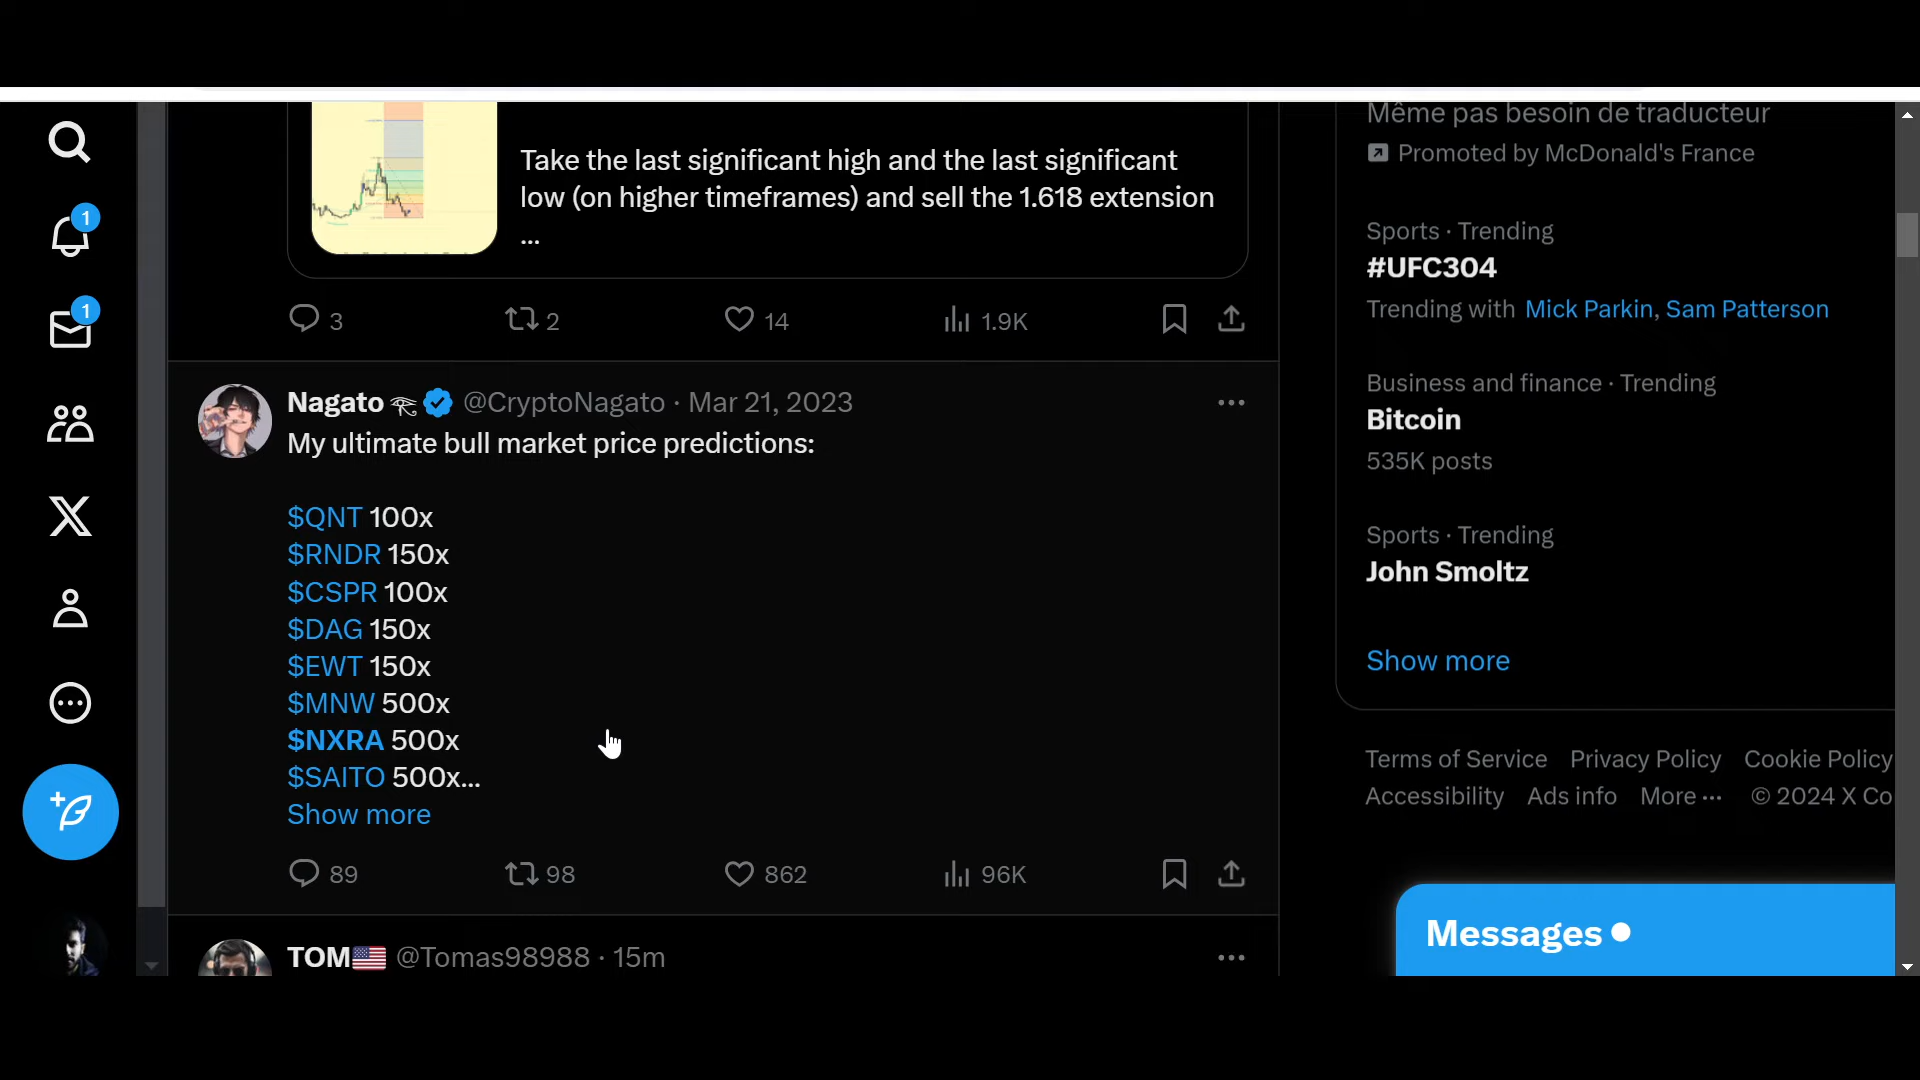 Take the last significant high and the last significant
low (on higher timeframes) and sell the 1.618 extension
...
3 2 14 1.9K
Nagato @CryptoNagato · Mar 21, 2023
My ultimate bull market price predictions:
$QNT 100x
$RNDR 150x
$CSPR 100x
$DAG 150x
$EWT 150x
$MNW 500x
$NXRA 500x
$SAITO 500x...
Show more
89 98 862 96K
TOM @Tomas98988 · 15m
1
1
Même pas besoin de traducteur
Promoted by McDonald's France
Sports · Trending
#UFC304
Trending with Mick Parkin, Sam Patterson
Business and finance · Trending
Bitcoin
535K posts
Sports · Trending
John Smoltz
Show more
Terms of Service Privacy Policy Cookie Policy
Accessibility Ads info More ··· © 2024 X Co
Messages